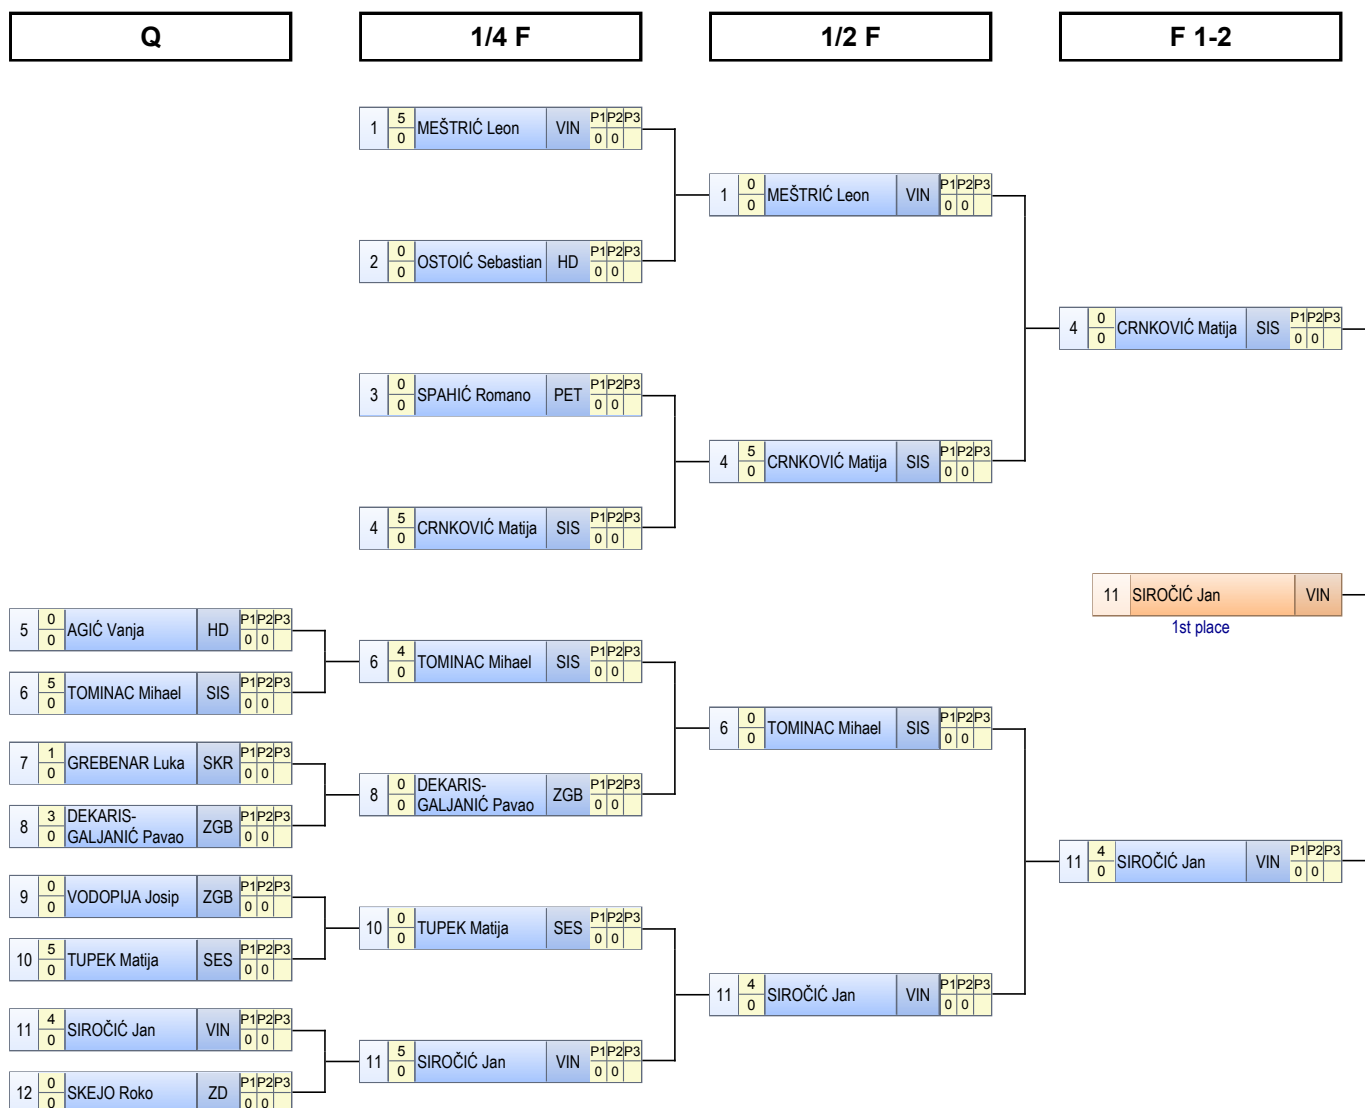 Q
1/4 F
1/2 F
F 1-2
1 5 0 MEŠTRIĆ Leon VIN P1 P2 P3 0 0
2 0 0 OSTOIĆ Sebastian HD P1 P2 P3 0 0
3 0 0 SPAHIĆ Romano PET P1 P2 P3 0 0
4 5 0 CRNKOVIĆ Matija SIS P1 P2 P3 0 0
1 0 0 MEŠTRIĆ Leon VIN P1 P2 P3 0 0
4 5 0 CRNKOVIĆ Matija SIS P1 P2 P3 0 0
4 0 0 CRNKOVIĆ Matija SIS P1 P2 P3 0 0
11 SIROČIĆ Jan VIN
1st place
5 0 0 AGIĆ Vanja HD P1 P2 P3 0 0
6 5 0 TOMINAC Mihael SIS P1 P2 P3 0 0
7 1 0 GREBENAR Luka SKR P1 P2 P3 0 0
8 3 0 DEKARIS-
GALJANIĆ Pavao ZGB P1 P2 P3 0 0
9 0 0 VODOPIJA Josip ZGB P1 P2 P3 0 0
10 5 0 TUPEK Matija SES P1 P2 P3 0 0
11 4 0 SIROČIĆ Jan VIN P1 P2 P3 0 0
12 0 0 SKEJO Roko ZD P1 P2 P3 0 0
6 4 0 TOMINAC Mihael SIS P1 P2 P3 0 0
8 0 0 DEKARIS-
GALJANIĆ Pavao ZGB P1 P2 P3 0 0
10 0 0 TUPEK Matija SES P1 P2 P3 0 0
11 5 0 SIROČIĆ Jan VIN P1 P2 P3 0 0
6 0 0 TOMINAC Mihael SIS P1 P2 P3 0 0
11 4 0 SIROČIĆ Jan VIN P1 P2 P3 0 0
11 4 0 SIROČIĆ Jan VIN P1 P2 P3 0 0